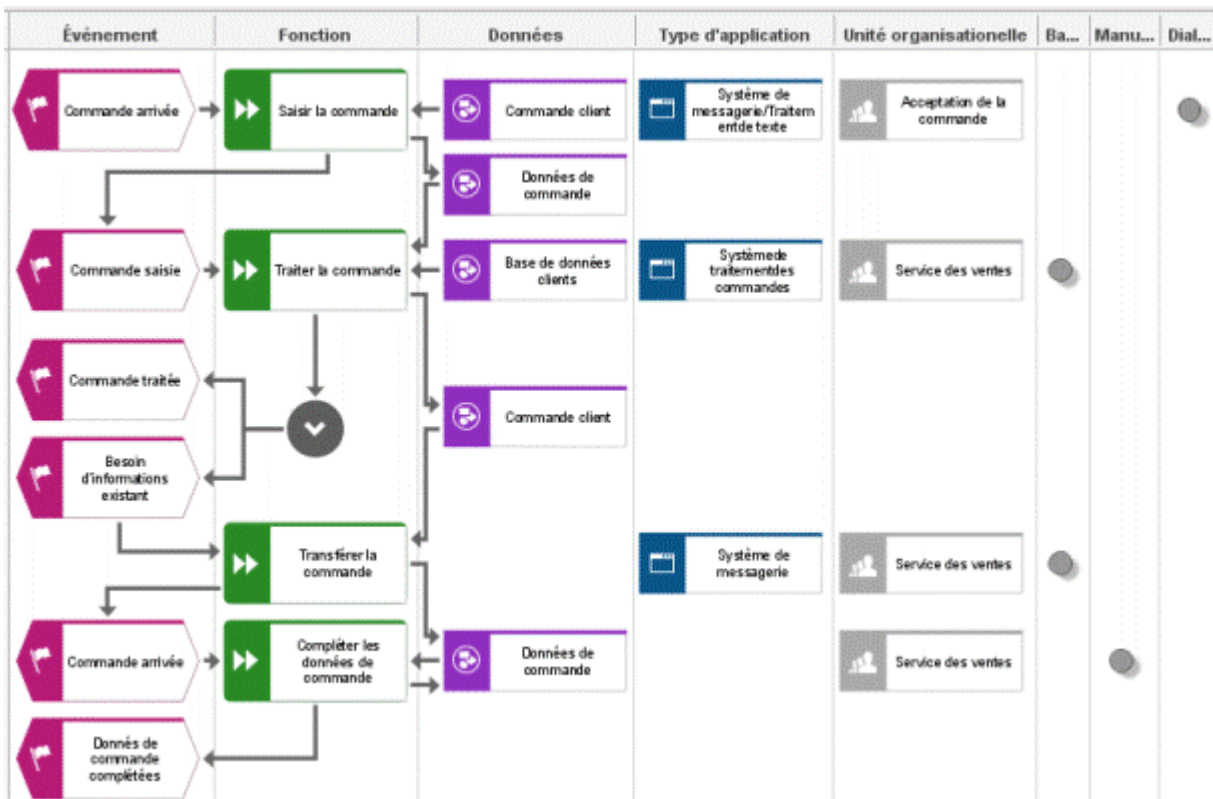 Événement
Fonction
Données
Type d'application
Unité organisationelle
Ba...
Manu...
Dial...
Commande arrivée
Saisir la commande
Commande client
Système de
messagerie/Traitem
entde texte
Acceptation de la
commande
Données de
commande
Commande saisie
Traiter la commande
Base de données
clients
Systèmede
traitementdes
commandes
Service des ventes
Commande traitée
Commande client
Besoin
d'informations
existant
Transférer la
commande
Système de
messagerie
Service des ventes
Commande arrivée
Compléter les
données de
commande
Données de
commande
Service des ventes
Donnés de
commande
complétées